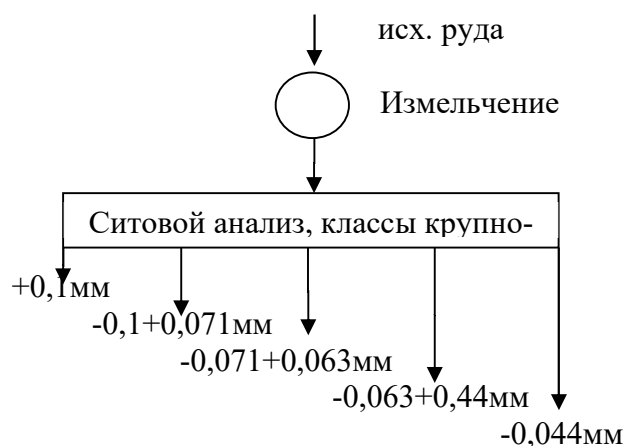 исх. руда
Измельчение
Ситовой анализ, классы крупно-
+0,1мм
-0,1+0,071мм
-0,071+0,063мм
-0,063+0,44мм
-0,044мм